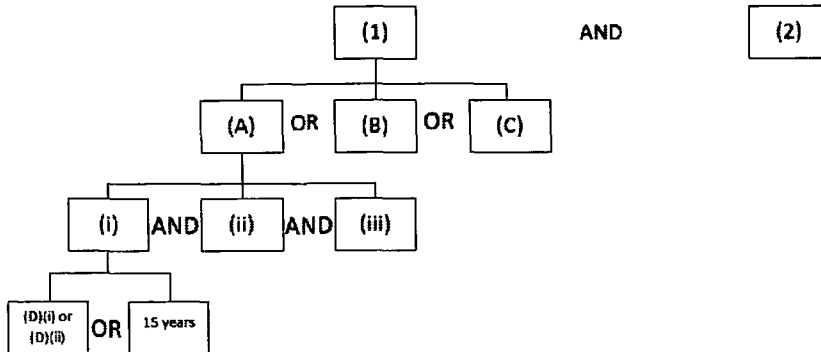 (1) AND (2)
(A) OR (B) OR (C)
(i) AND (ii) AND (iii)
(D)(i) or
(D)(ii)
OR
15 years